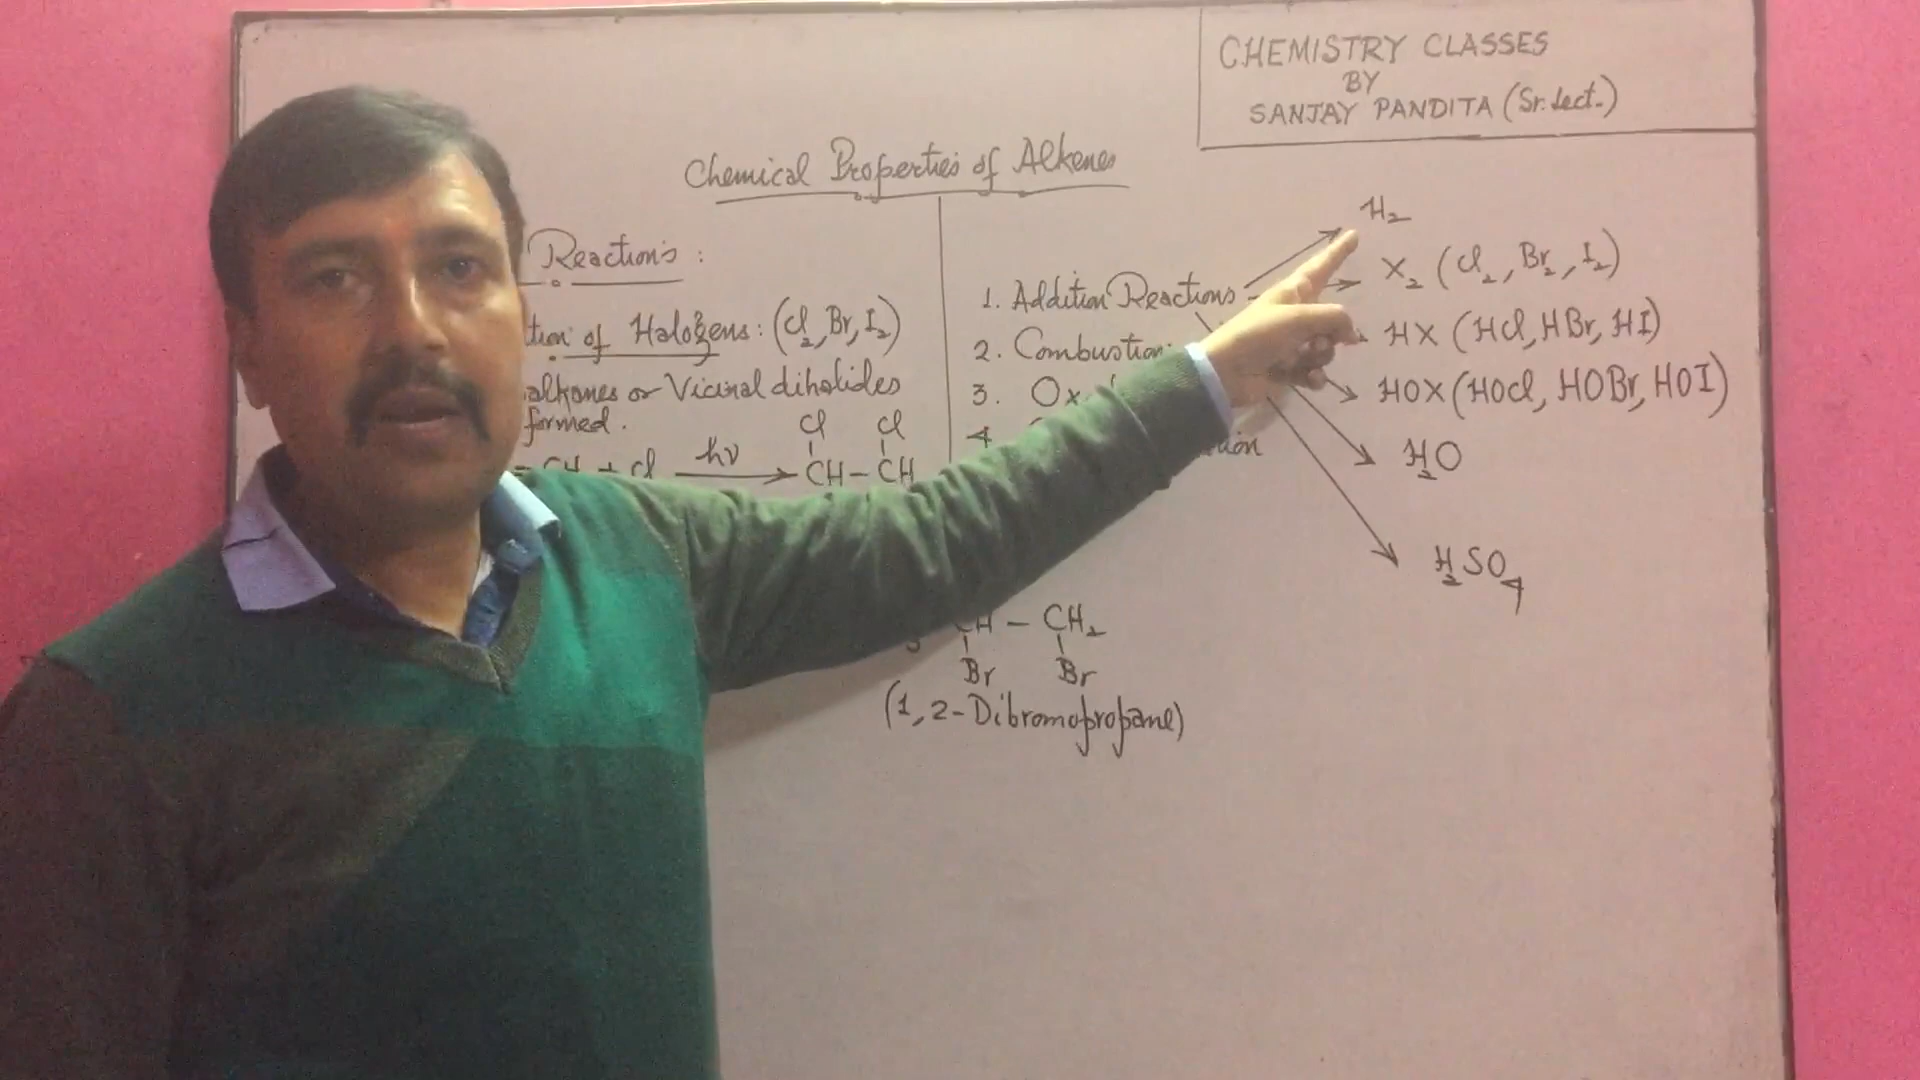 CHEMISTRY CLASSES
BY
SANJAY PANDITA (Sr. Lect.)
Chemical Properties of Alkenes
Reactions :
of Halogens: (Cl2, Br2, I2)
alkanes or Vicinal dihalides
formed.
Cl Cl
CH + Cl hν → CH – CH
1. Addition Reactions
2. Combustion
3. Ox
4
H2
X2 (Cl2, Br2, I2)
HX (HCl, HBr, HI)
HOX (HOCl, HOBr, HOI)
H2O
H2SO4
CH – CH2
Br Br
(1, 2-Dibromopropane)